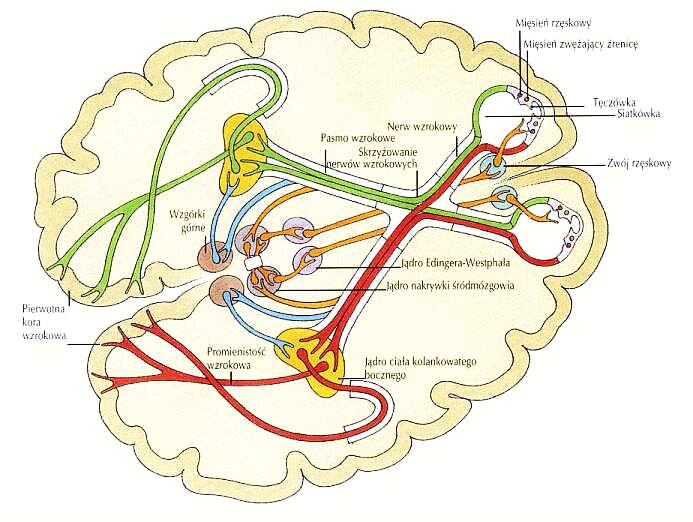 Mięsień rzęskowy
Mięsień zwężający źrenicę
Tęczówka
Siatkówka
Nerw wzrokowy
Pasmo wzrokowe
Skrzyżowanie
nerwów wzrokowych
Zwój rzęskowy
Wzgórki
górne
Jądro Edingera-Westphala
Jądro nakrywki śródmózgowia
Pierwotna
kora
wzrokowa
Promienistość
wzrokowa
Jądro ciała kolankowatego
bocznego